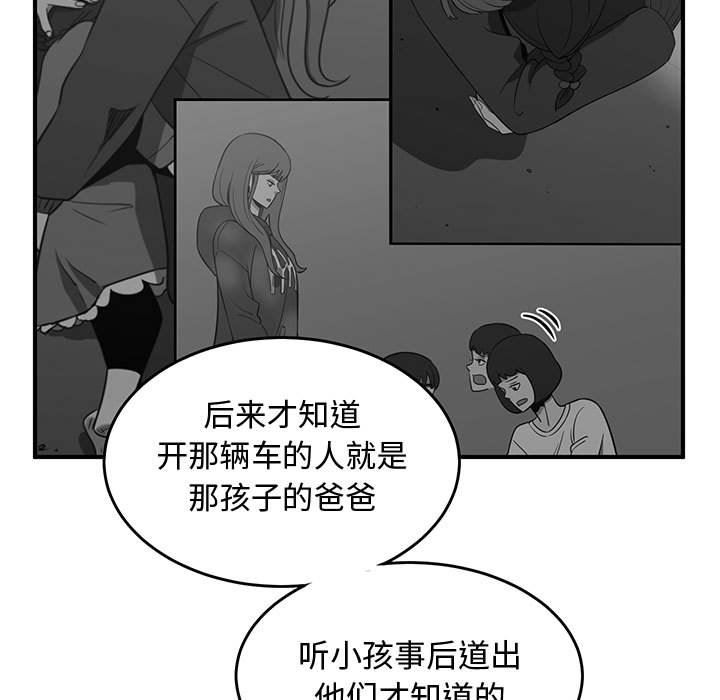 后来才知道
开那辆车的人就是
那孩子的爸爸
听小孩事后道出
他们才知道的